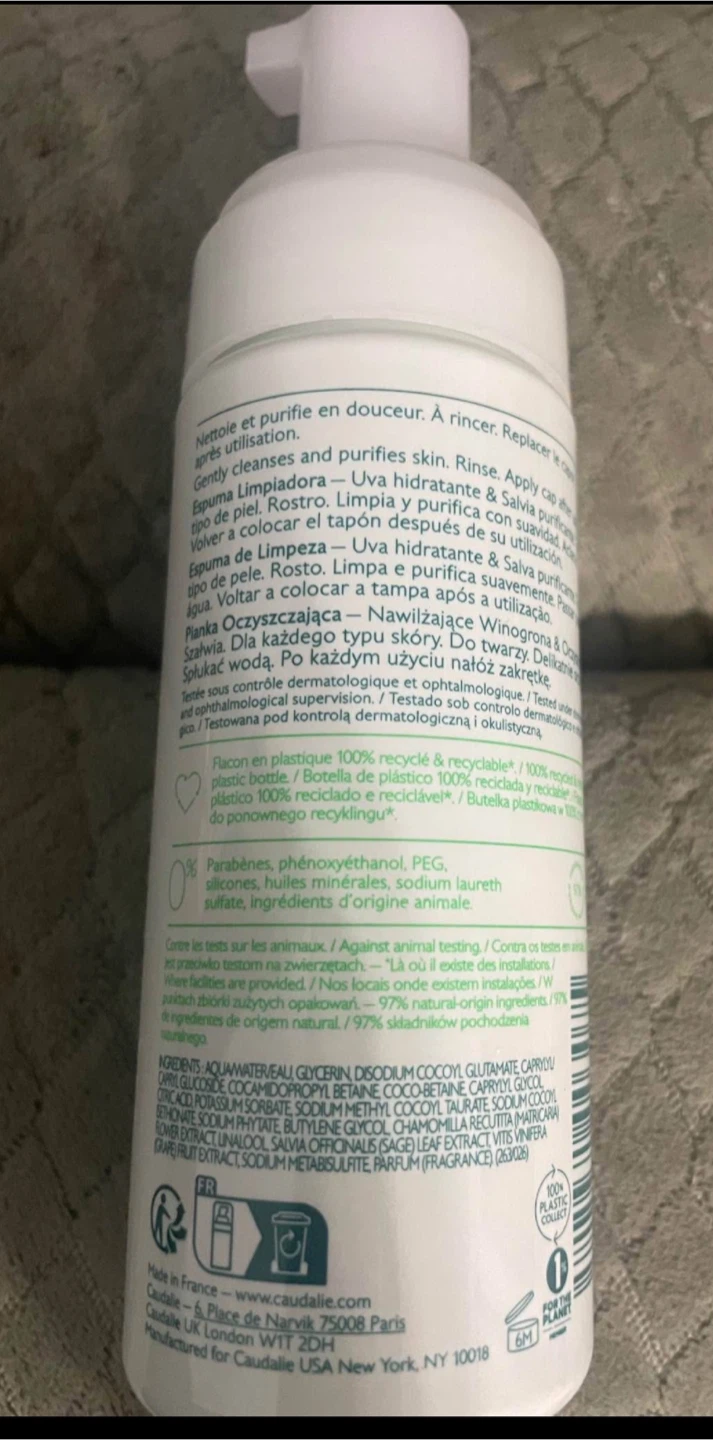 Nettoie et purifie en douceur. À rincer. Replacer le
après utilisation.
Gently cleanses and purifies skin. Rinse. Apply cap after
Espuma Limpiadora – Uva hidratante & Salvia purificante
tipo de piel. Rostro. Limpia y purifica con suavidad.
Volver a colocar el tapón después de su utilización.
Espuma de Limpeza – Uva hidratante & Salva purificante
tipo de pele. Rosto. Limpa e purifica suavemente.
água. Voltar a colocar a tampa após a utilização.
Pianka Oczyszczająca – Nawilżające Winogrona &
Szałwia. Dla każdego typu skóry. Do twarzy. Delikatnie
Spłukać wodą. Po każdym użyciu nałóż zakrętkę.
Testée sous contrôle dermatologique et ophtalmologique. / Tested under
and ophthalmological supervision. / Testado sob controlo
gico. / Testowana pod kontrolą dermatologiczną i okulistyczną.
Flacon en plastique 100% recyclé & recyclable*. / 100%
plastic bottle. / Botella de plástico 100% reciclada y reciclable*.
plástico 100% reciclado e reciclável*. / Butelka plastikowa w
do ponownego recyklingu*.
0% Parabènes, phénoxyéthanol, PEG,
silicones, huiles minérales, sodium laureth
sulfate, ingrédients d'origine animale.
Contre les tests sur les animaux. / Against animal testing. / Contra os testes em
jest przeciwko testom na zwierzętach. – *Là où il existe des installations. /
Where facilities are provided. / Nos locais onde existem instalações. / W
punktach zbiórki zużytych opakowań. – 97% natural-origin ingredients. / 97%
de ingredientes de origem natural. / 97% składników pochodzenia
naturalnego.
INGREDIENTS : AQUA/WATER/EAU, GLYCERIN, DISODIUM COCOYL GLUTAMATE, CAPRYLYL/
CAPRYL GLUCOSIDE, COCAMIDOPROPYL BETAINE, COCO-BETAINE, CAPRYLYL GLYCOL,
CITRIC ACID, POTASSIUM SORBATE, SODIUM METHYL COCOYL TAURATE, SODIUM COCOYL
ISETHIONATE, SODIUM PHYTATE, BUTYLENE GLYCOL, CHAMOMILLA RECUTITA (MATRICARIA)
FLOWER EXTRACT, LINALOOL, SALVIA OFFICINALIS (SAGE) LEAF EXTRACT, VITIS VINIFERA
(GRAPE) FRUIT EXTRACT, SODIUM METABISULFITE, PARFUM (FRAGRANCE). (263/026)
FR
100%
PLASTIC
COLLECT
1%
FOR THE
PLANET
6M
Made in France – www.caudalie.com
Caudalie – 6, Place de Narvik 75008 Paris
Caudalie UK London W1T 2DH
Manufactured for Caudalie USA New York, NY 10018